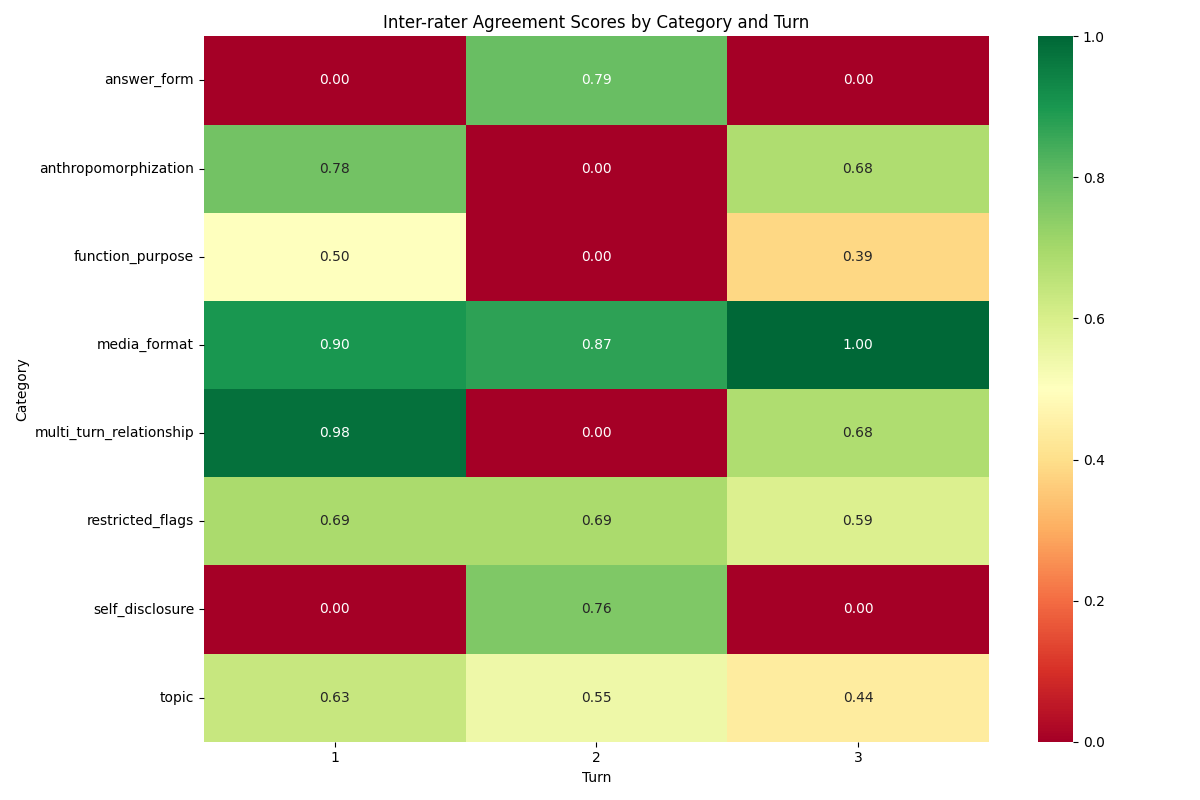 Inter-rater Agreement Scores by Category and Turn
answer_form 0.00 0.79 0.00
anthropomorphization 0.78 0.00 0.68
function_purpose 0.50 0.00 0.39
media_format 0.90 0.87 1.00
multi_turn_relationship 0.98 0.00 0.68
restricted_flags 0.69 0.69 0.59
self_disclosure 0.00 0.76 0.00
topic 0.63 0.55 0.44
1 2 3
Turn
Category
1.0
0.8
0.6
0.4
0.2
0.0